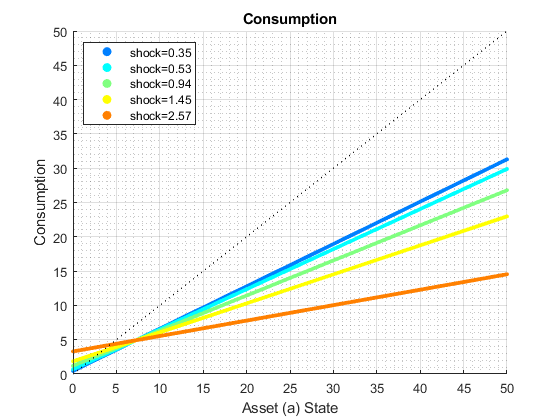 Consumption
50
45
40
35
30
25
20
15
10
5
0
Consumption
shock=0.35
shock=0.53
shock=0.94
shock=1.45
shock=2.57
0 5 10 15 20 25 30 35 40 45 50
Asset (a) State